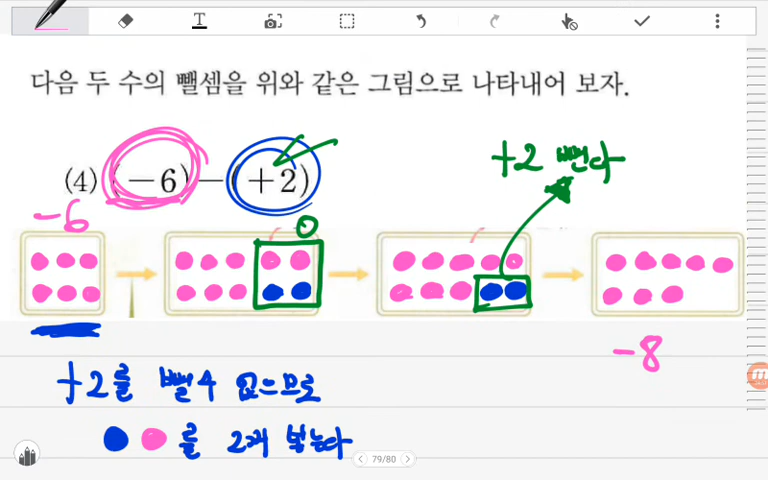 T
다음 두 수의 뺄셈을 위와 같은 그림으로 나타내어 보자.
(4) (−6)−(+2)
+2 뺀다
−6
0
−8
+2를 뺄 수 없으므로
를 2개 넣는다
79/80